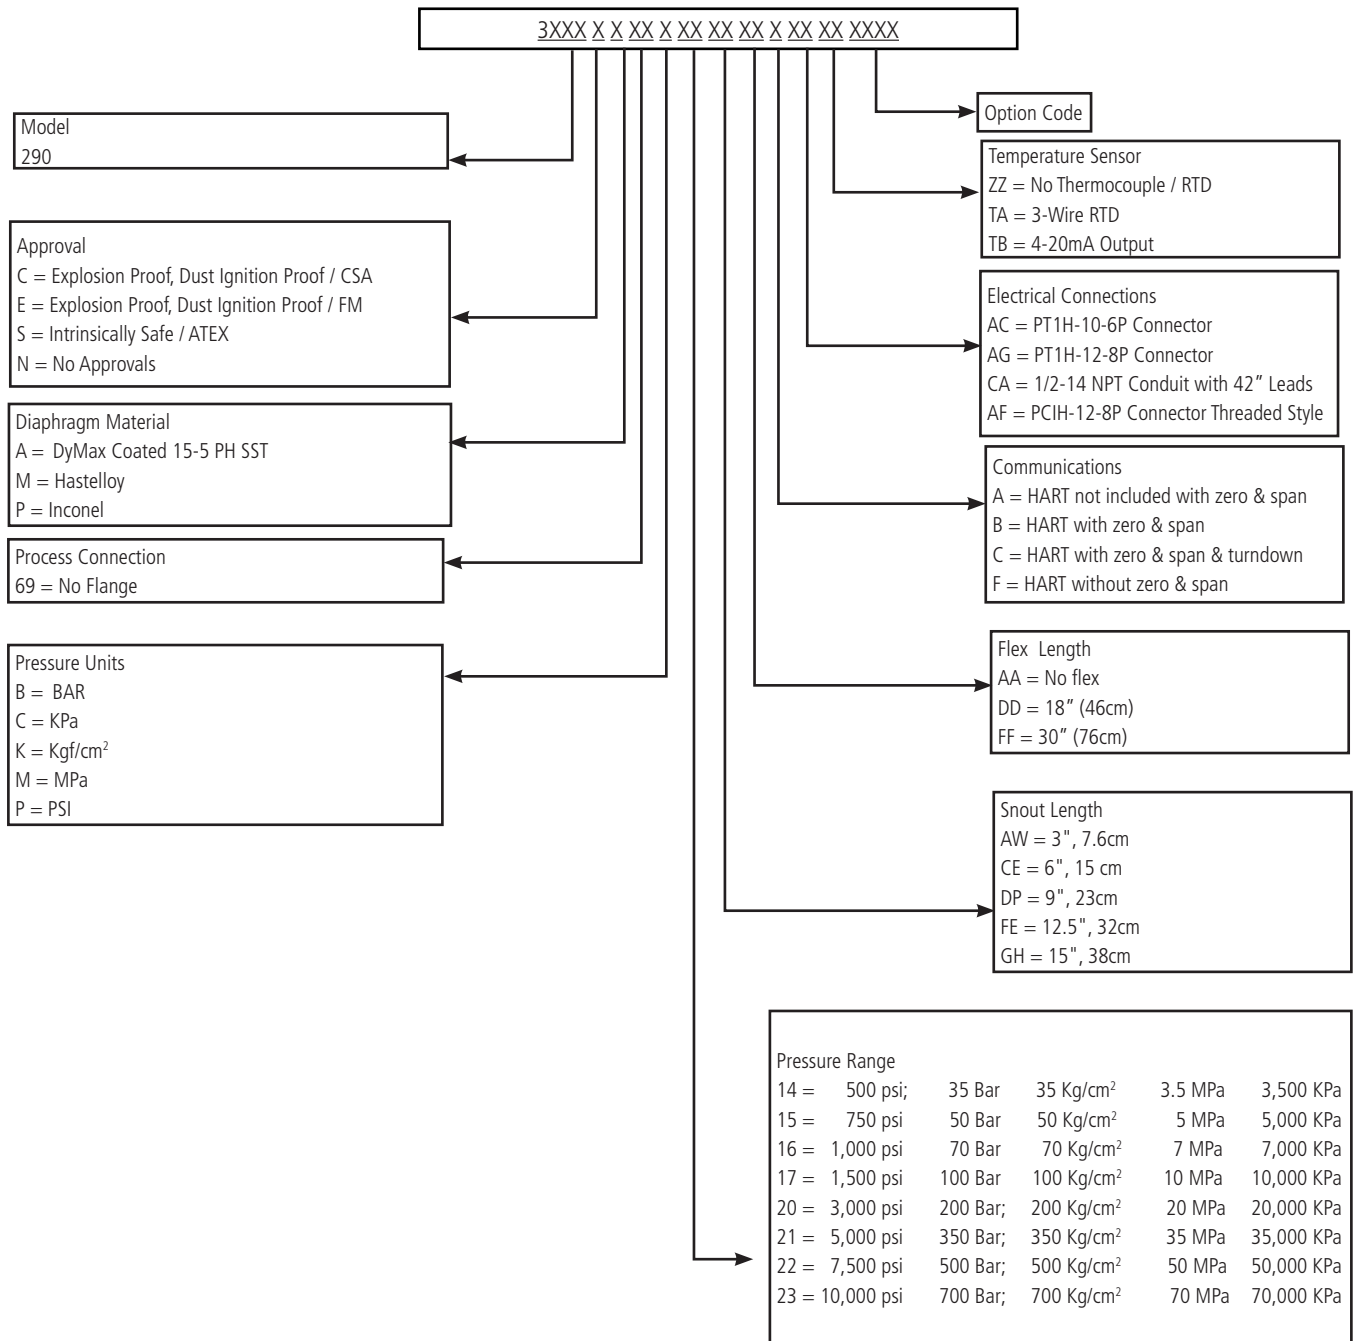 3XXX X X XX X XX XX XX X XX XX XXXX
Model
290
Approval
C = Explosion Proof, Dust Ignition Proof / CSA
E = Explosion Proof, Dust Ignition Proof / FM
S = Intrinsically Safe / ATEX
N = No Approvals
Diaphragm Material
A = DyMax Coated 15-5 PH SST
M = Hastelloy
P = Inconel
Process Connection
69 = No Flange
Pressure Units
B = BAR
C = KPa
K = Kgf/cm²
M = MPa
P = PSI
Option Code
Temperature Sensor
ZZ = No Thermocouple / RTD
TA = 3-Wire RTD
TB = 4-20mA Output
Electrical Connections
AC = PT1H-10-6P Connector
AG = PT1H-12-8P Connector
CA = 1/2-14 NPT Conduit with 42” Leads
AF = PCIH-12-8P Connector Threaded Style
Communications
A = HART not included with zero & span
B = HART with zero & span
C = HART with zero & span & turndown
F = HART without zero & span
Flex Length
AA = No flex
DD = 18” (46cm)
FF = 30” (76cm)
Snout Length
AW = 3", 7.6cm
CE = 6", 15 cm
DP = 9", 23cm
FE = 12.5", 32cm
GH = 15", 38cm
Pressure Range
14 = 500 psi; 35 Bar 35 Kg/cm² 3.5 MPa 3,500 KPa
15 = 750 psi 50 Bar 50 Kg/cm² 5 MPa 5,000 KPa
16 = 1,000 psi 70 Bar 70 Kg/cm² 7 MPa 7,000 KPa
17 = 1,500 psi 100 Bar 100 Kg/cm² 10 MPa 10,000 KPa
20 = 3,000 psi 200 Bar; 200 Kg/cm² 20 MPa 20,000 KPa
21 = 5,000 psi 350 Bar; 350 Kg/cm² 35 MPa 35,000 KPa
22 = 7,500 psi 500 Bar; 500 Kg/cm² 50 MPa 50,000 KPa
23 = 10,000 psi 700 Bar; 700 Kg/cm² 70 MPa 70,000 KPa